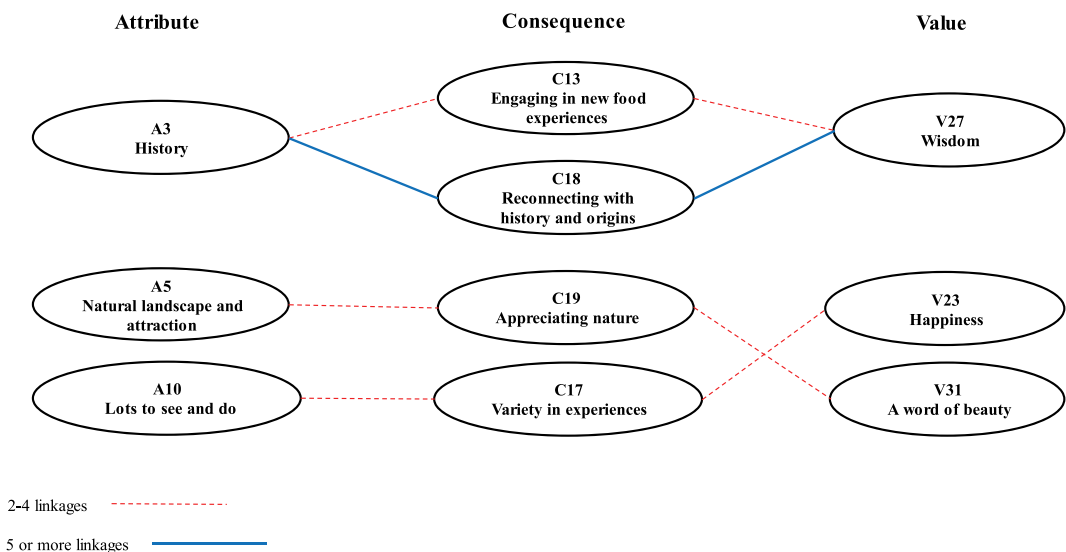 Attribute
Consequence
Value
A3
History
C13
Engaging in new food
experiences
C18
Reconnecting with
history and origins
V27
Wisdom
A5
Natural landscape and
attraction
C19
Appreciating nature
V23
Happiness
A10
Lots to see and do
C17
Variety in experiences
V31
A word of beauty
2-4 linkages
5 or more linkages